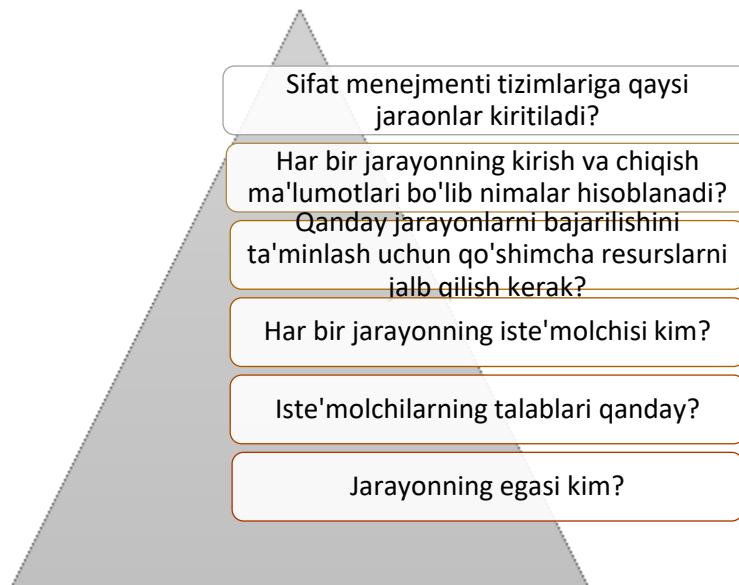 Sifat menejmenti tizimlariga qaysi
jaraonlar kiritiladi?
Har bir jarayonning kirish va chiqish
ma'lumotlari bo'lib nimalar hisoblanadi?
Qanday jarayonlarni bajarilishini
ta'minlash uchun qo'shimcha resurslarni
jalb qilish kerak?
Har bir jarayonning iste'molchisi kim?
Iste'molchilarning talablari qanday?
Jarayonning egasi kim?